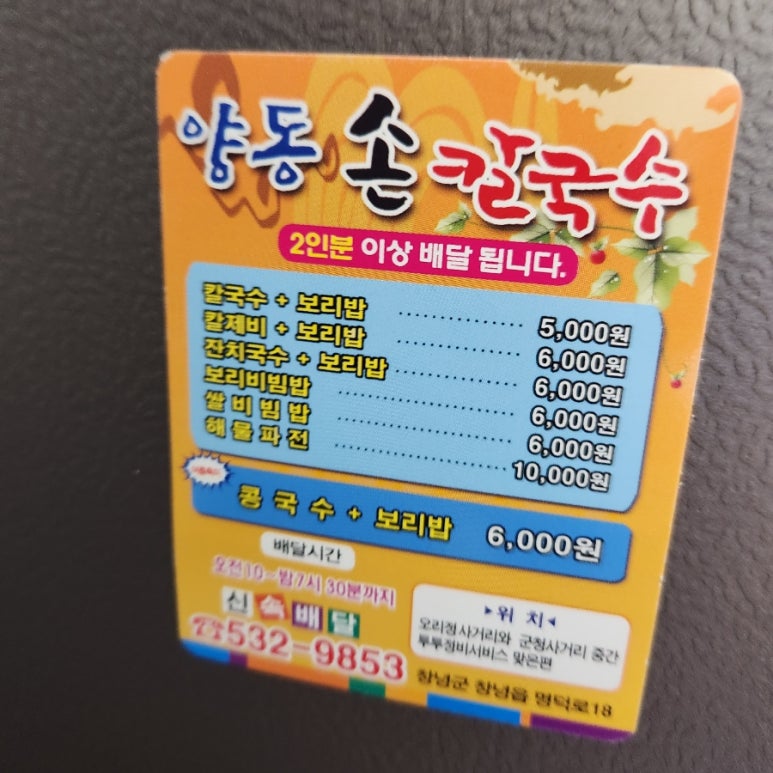 양동 손 칼국수
2인분 이상 배달 됩니다.
칼국수 + 보리밥 ...................... 5,000원
칼제비 + 보리밥 ...................... 6,000원
잔치국수 + 보리밥 .................. 6,000원
보리비빔밥 .............................. 6,000원
쌀비빔밥 .................................. 6,000원
해물파전 .................................. 10,000원
콩국수 + 보리밥 6,000원
배달시간
오전10~밤7시 30분까지
신속배달
☎532-9853
▶위 치◀
오리정사거리와 군청사거리 중간
투투정비서비스 맞은편
창녕군 창녕읍 명덕로18